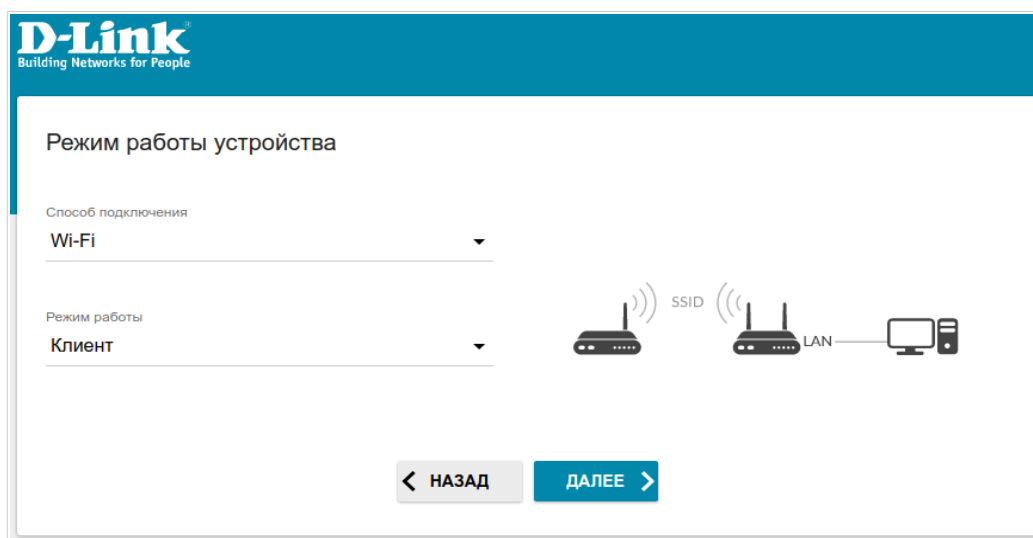 D-Link®
Building Networks for People
Режим работы устройства
Способ подключения
Wi-Fi
Режим работы
Клиент
SSID
LAN
НАЗАД
ДАЛЕЕ